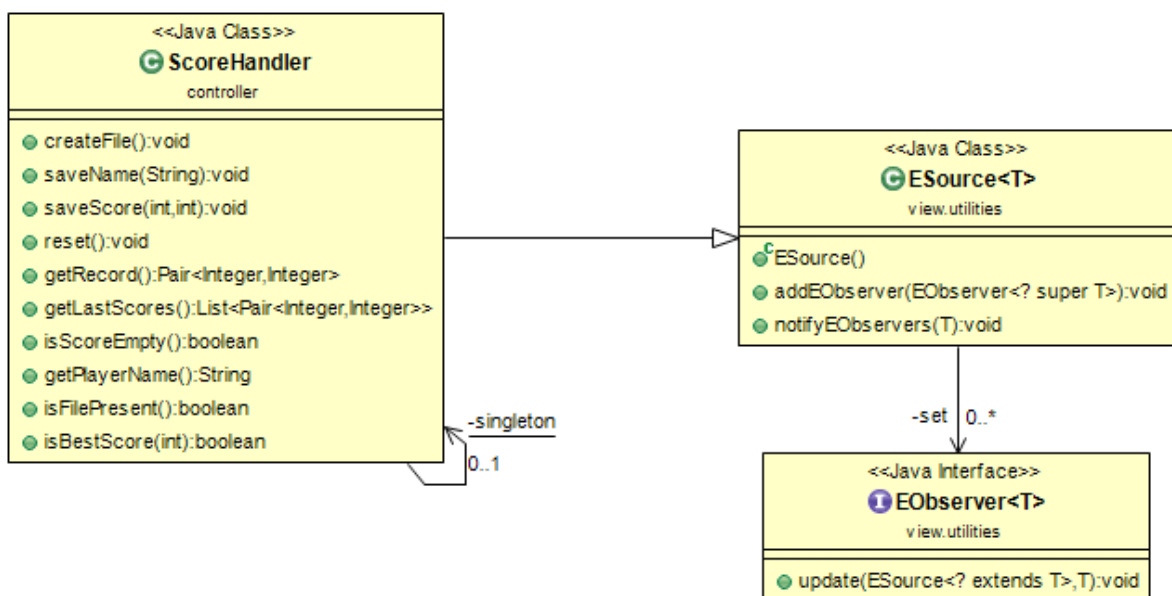 <<Java Class>>
C ScoreHandler
controller
createFile():void
saveName(String):void
saveScore(int,int):void
reset():void
getRecord():Pair<Integer,Integer>
getLastScores():List<Pair<Integer,Integer>>
isScoreEmpty():boolean
getPlayerName():String
isFilePresent():boolean
isBestScore(int):boolean
-singleton
0..1
<<Java Class>>
C ESource<T>
view.utilities
C ESource()
addEObserver(EObserver<? super T>):void
notifyEObservers(T):void
-set 0..*
<<Java Interface>>
I EObserver<T>
view.utilities
update(ESource<? extends T>,T):void